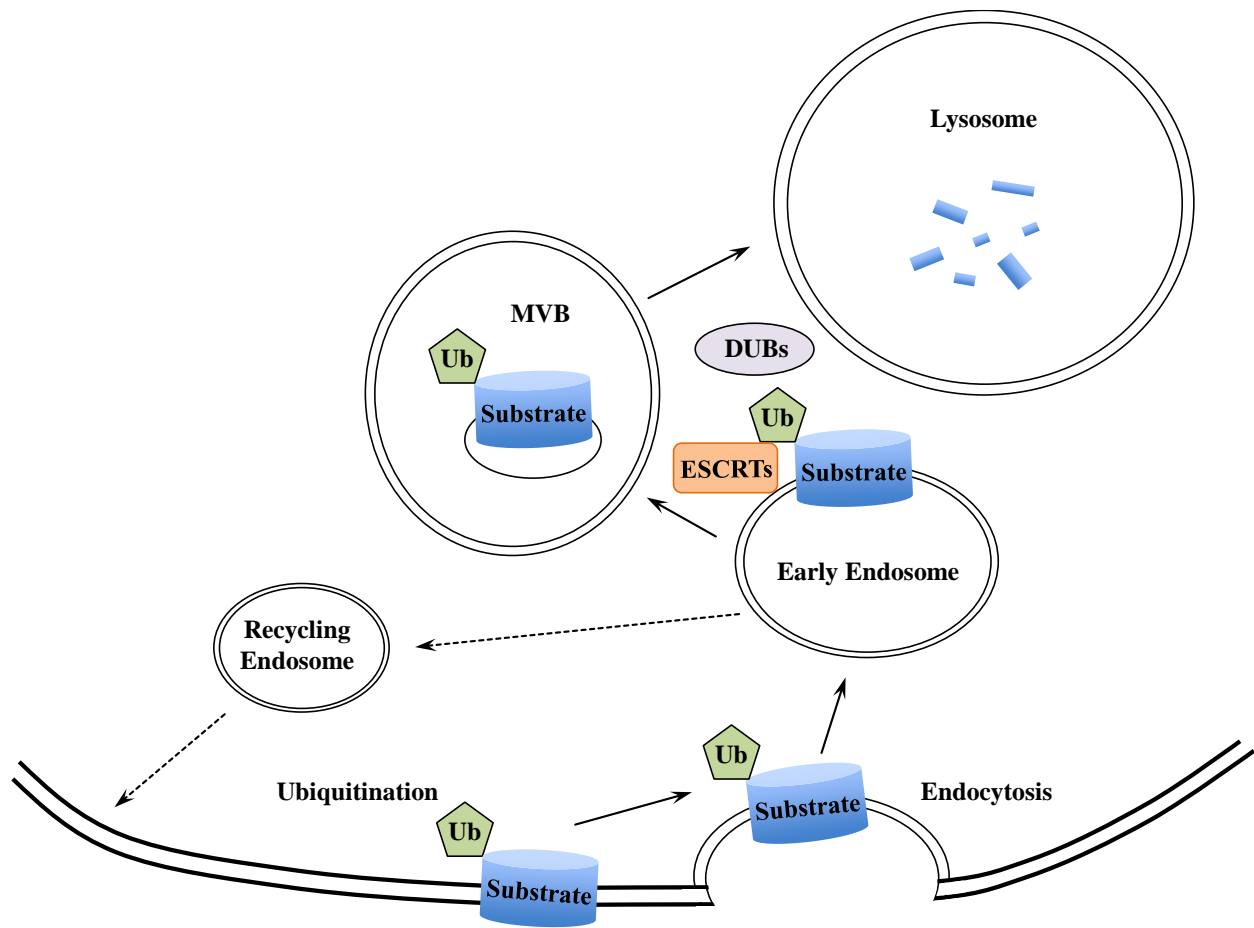 Lysosome
MVB
DUBs
Ub
Substrate
Ub
Substrate
ESCRTs
Early Endosome
Recycling
Endosome
Ub
Substrate
Ubiquitination
Endocytosis
Ub
Substrate